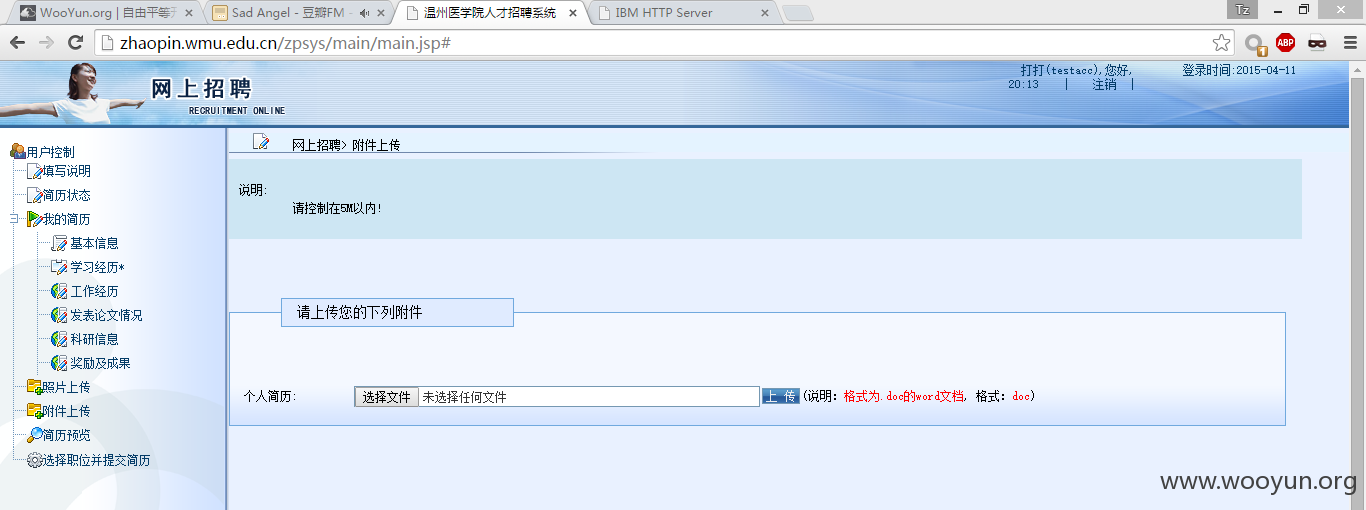 WooYun.org | 自由平等开
Sad Angel - 豆瓣FM -
温州医学院人才招聘系统
IBM HTTP Server
Tz
zhaopin.wmu.edu.cn/zpsys/main/main.jsp#
ABP
1
网上招聘
RECRUITMENT ONLINE
打打(testacc),您好,
登录时间:2015-04-11
20:13 | 注销 |
用户控制
填写说明
简历状态
我的简历
基本信息
学习经历*
工作经历
发表论文情况
科研信息
奖励及成果
照片上传
附件上传
简历预览
选择职位并提交简历
网上招聘> 附件上传
说明:
请控制在5M以内!
请上传您的下列附件
个人简历: 选择文件 未选择任何文件 上 传 (说明：格式为.doc的word文档, 格式：doc)
www.wooyun.org